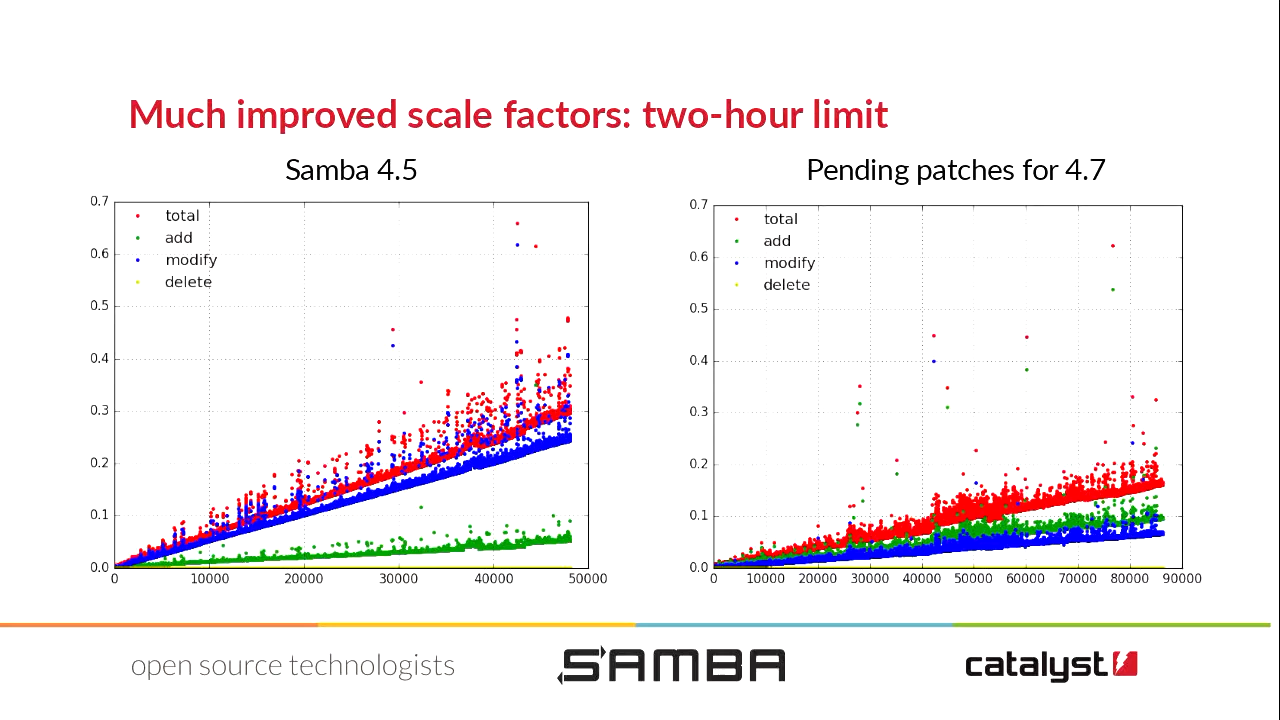 Much improved scale factors: two-hour limit
Samba 4.5
Pending patches for 4.7
0.7
0.6
0.5
0.4
0.3
0.2
0.1
0.0
total
add
modify
delete
0 10000 20000 30000 40000 50000
0.7
0.6
0.5
0.4
0.3
0.2
0.1
0.0
total
add
modify
delete
0 10000 20000 30000 40000 50000 60000 70000 80000 90000
open source technologists
SAMBA
catalyst